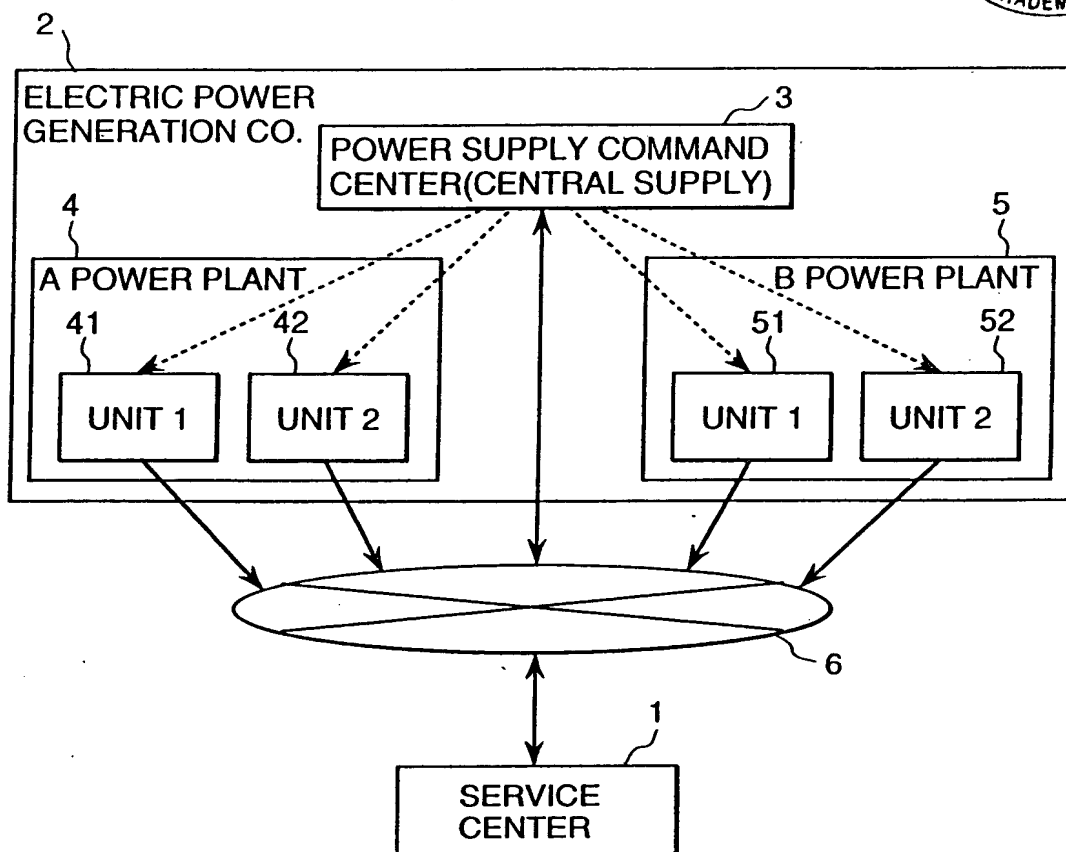 2
ELECTRIC POWER
GENERATION CO.
3
POWER SUPPLY COMMAND
CENTER(CENTRAL SUPPLY)
4
A POWER PLANT
41
UNIT 1
42
UNIT 2
5
B POWER PLANT
51
UNIT 1
52
UNIT 2
6
1
SERVICE
CENTER